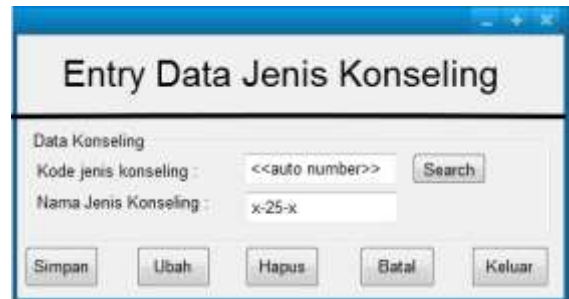 Entry Data Jenis Konseling
Data Konseling
Kode jenis konseling : <<auto number>> Search
Nama Jenis Konseling : x-25-x
Simpan Ubah Hapus Batal Keluar